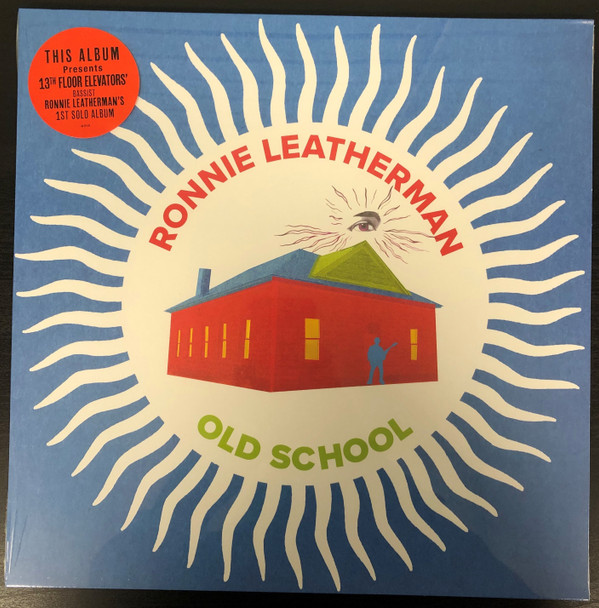 THIS ALBUM
Presents
13TH FLOOR ELEVATORS'
BASSIST
RONNIE LEATHERMAN'S
1ST SOLO ALBUM
RONNIE LEATHERMAN
OLD SCHOOL